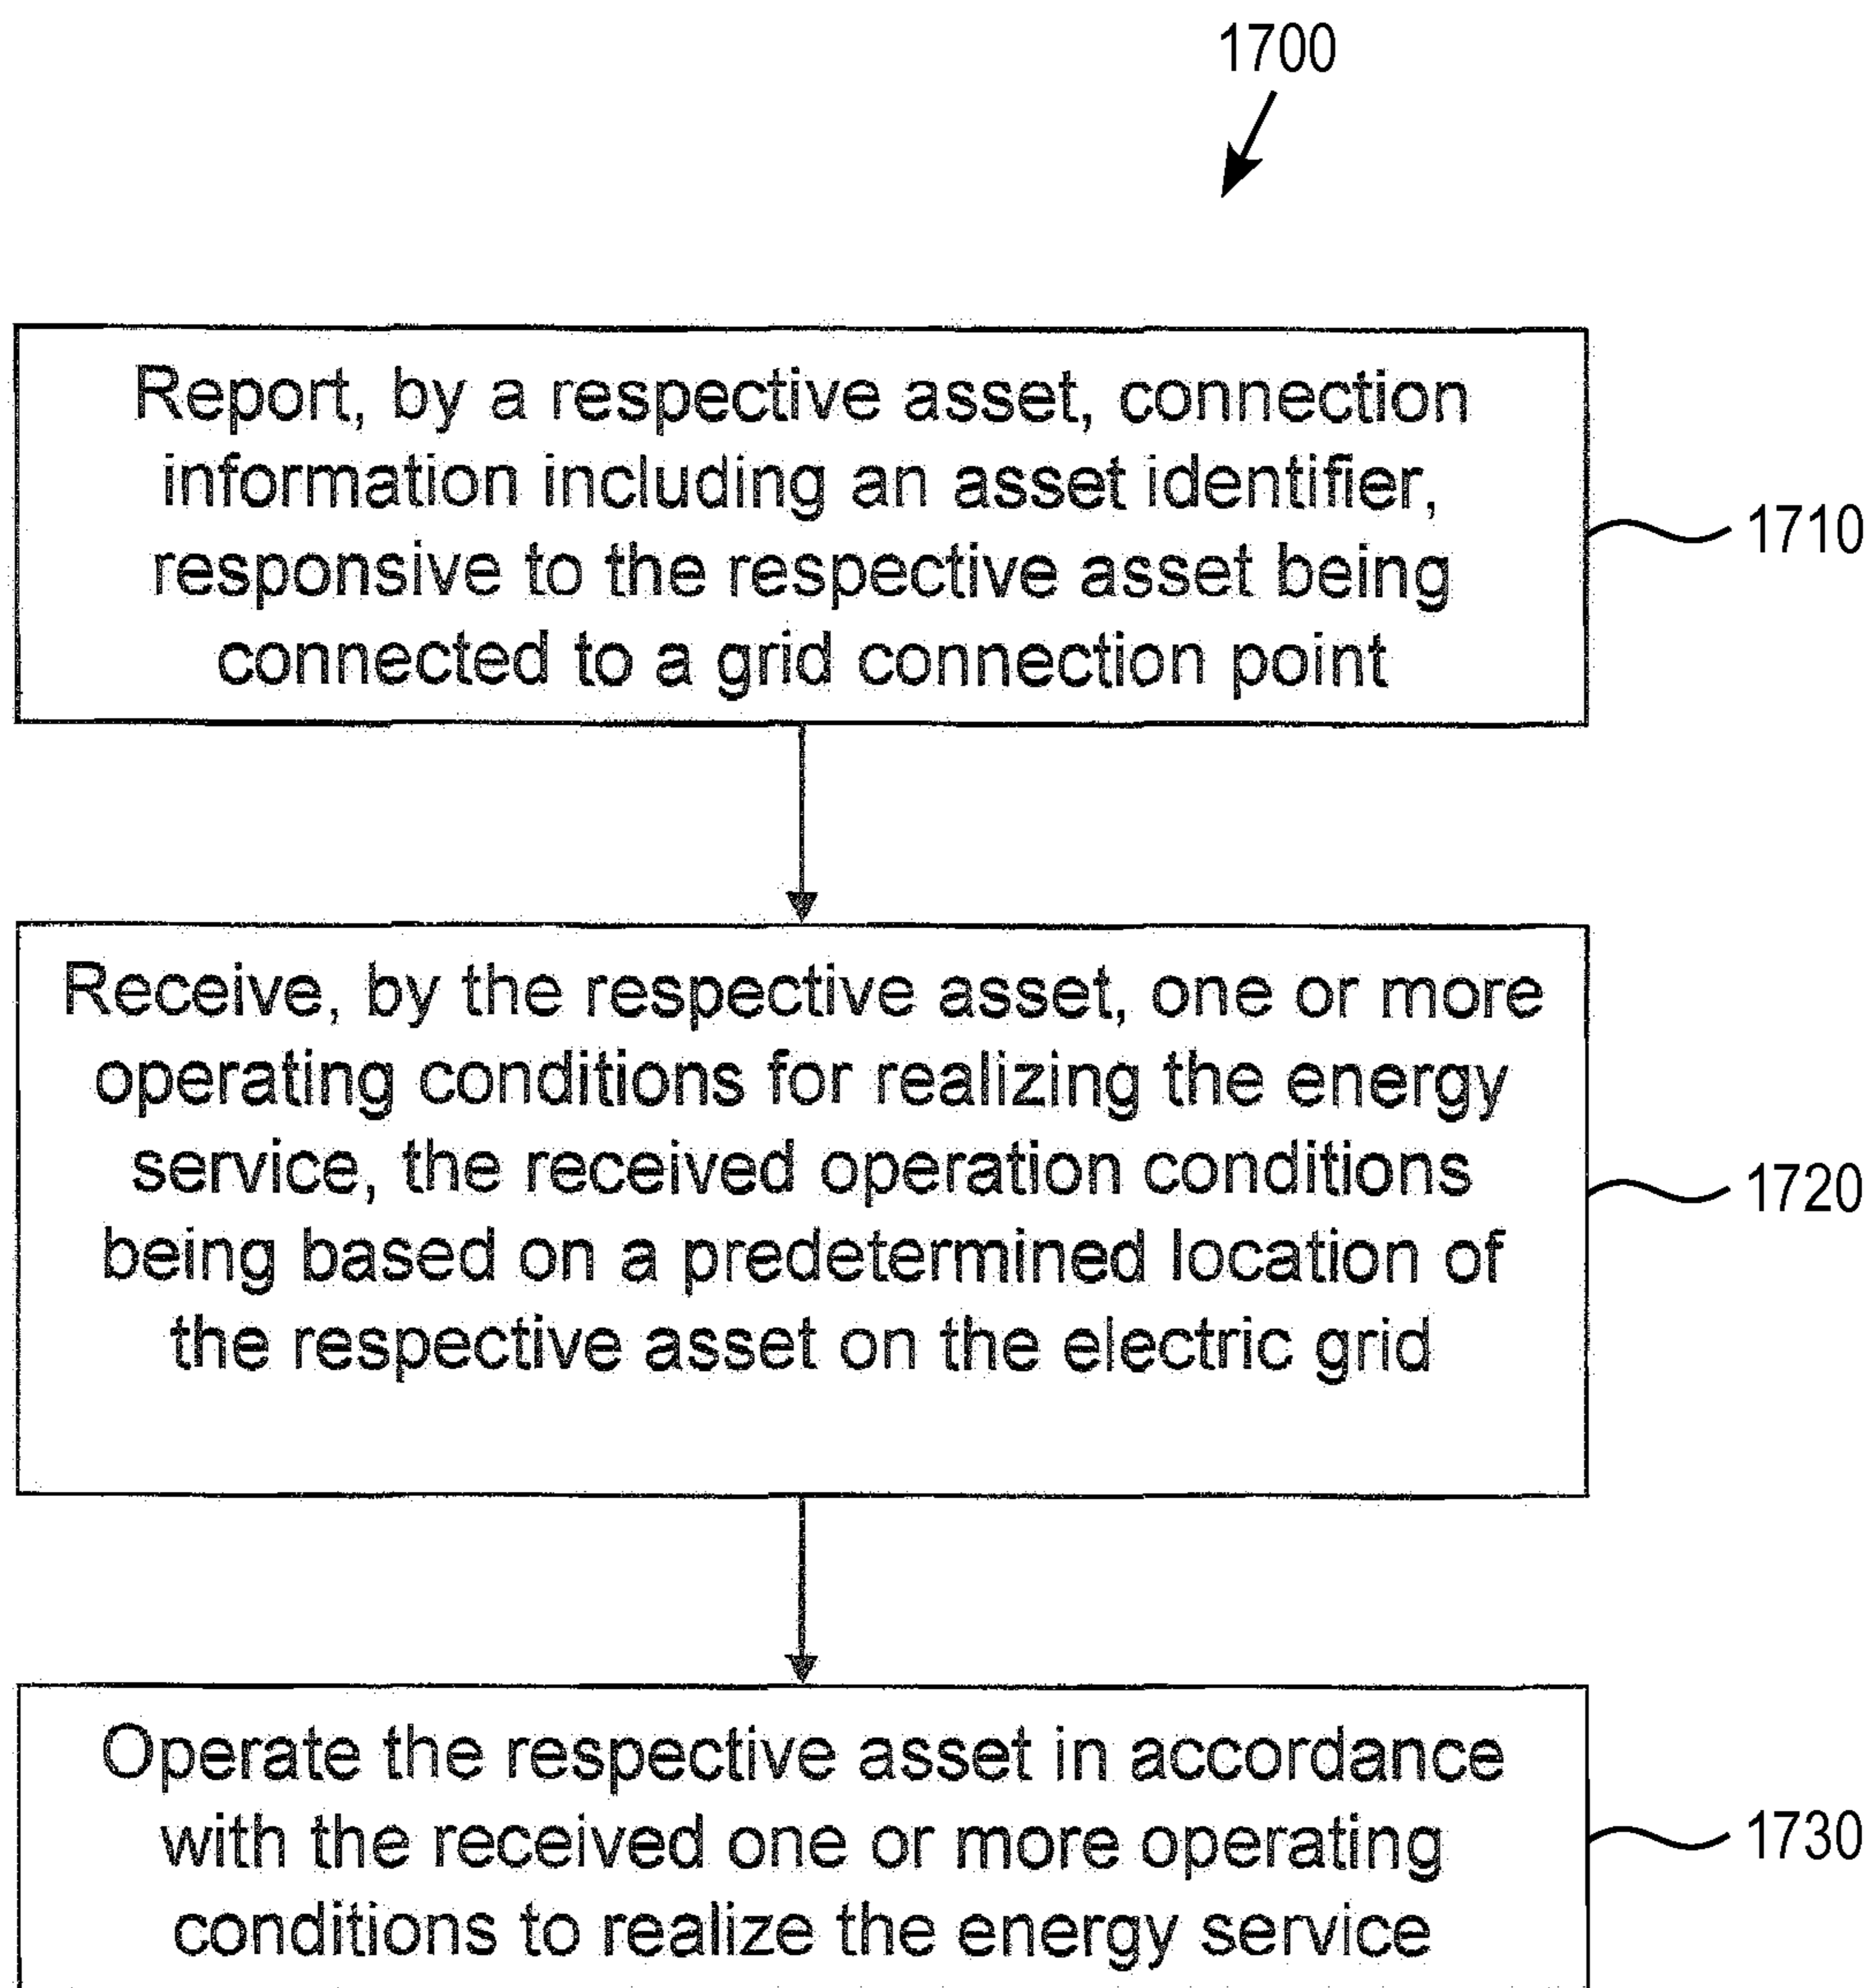 1700
Report, by a respective asset, connection
information including an asset identifier,
responsive to the respective asset being
connected to a grid connection point
1710
Receive, by the respective asset, one or more
operating conditions for realizing the energy
service, the received operation conditions
being based on a predetermined location of
the respective asset on the electric grid
1720
Operate the respective asset in accordance
with the received one or more operating
conditions to realize the energy service
1730